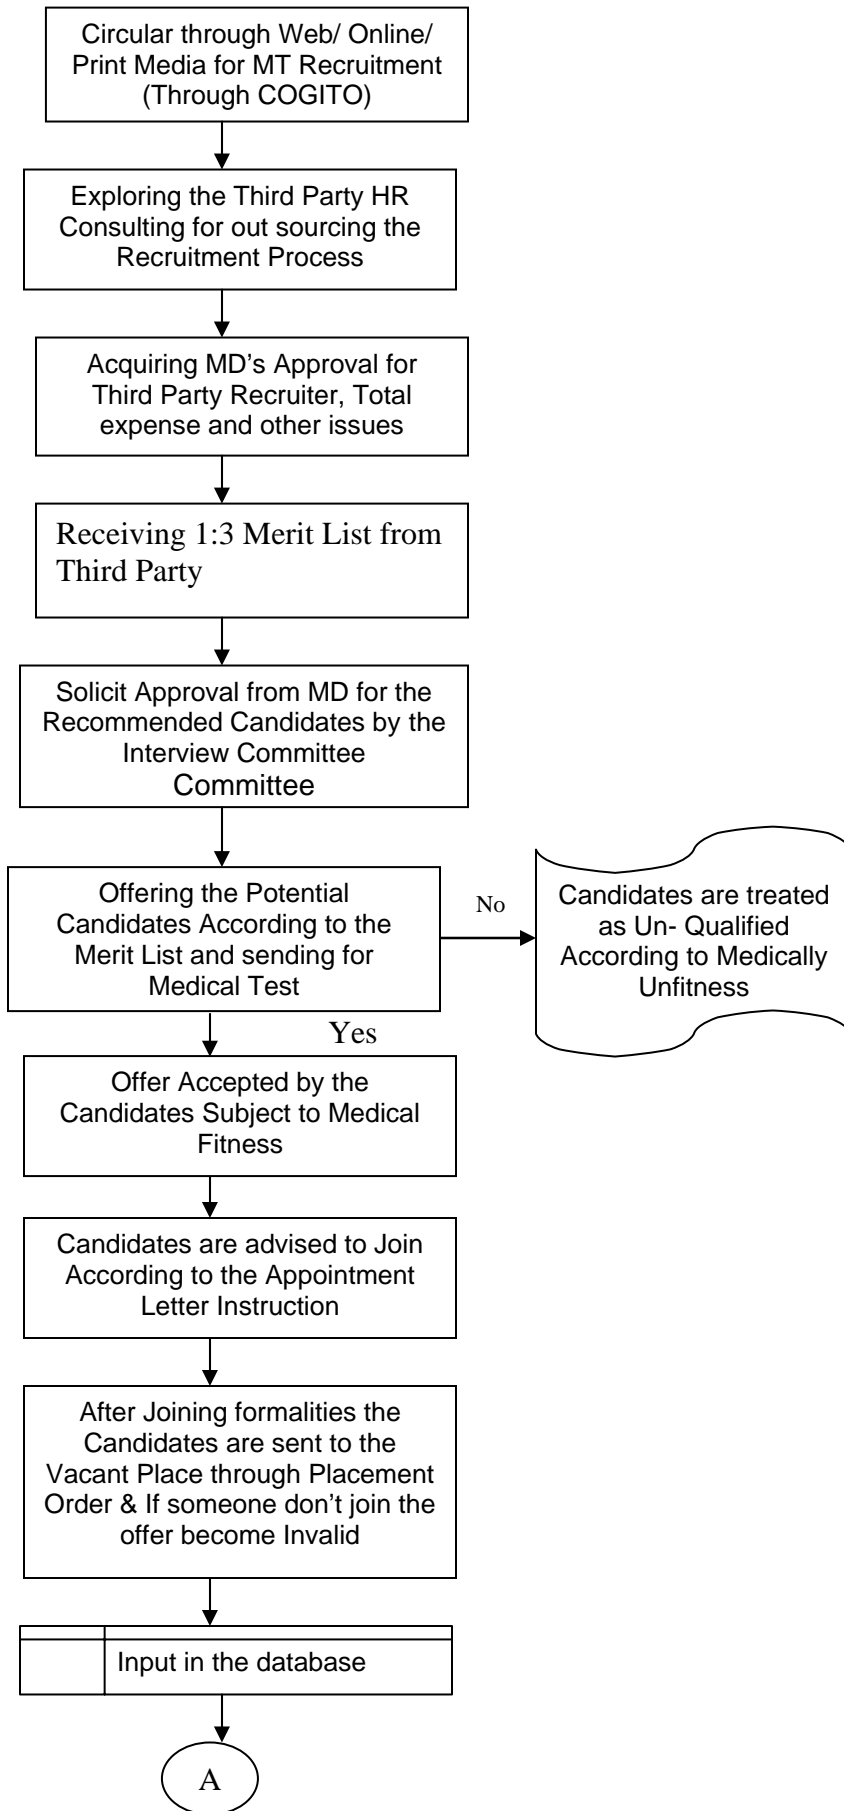 Circular through Web/ Online/
Print Media for MT Recruitment
(Through COGITO)
Exploring the Third Party HR
Consulting for out sourcing the
Recruitment Process
Acquiring MD’s Approval for
Third Party Recruiter, Total
expense and other issues
Receiving 1:3 Merit List from
Third Party
Solicit Approval from MD for the
Recommended Candidates by the
Interview Committee
Committee
Offering the Potential
Candidates According to the
Merit List and sending for
Medical Test
No
Candidates are treated
as Un- Qualified
According to Medically
Unfitness
Yes
Offer Accepted by the
Candidates Subject to Medical
Fitness
Candidates are advised to Join
According to the Appointment
Letter Instruction
After Joining formalities the
Candidates are sent to the
Vacant Place through Placement
Order & If someone don’t join the
offer become Invalid
Input in the database
A